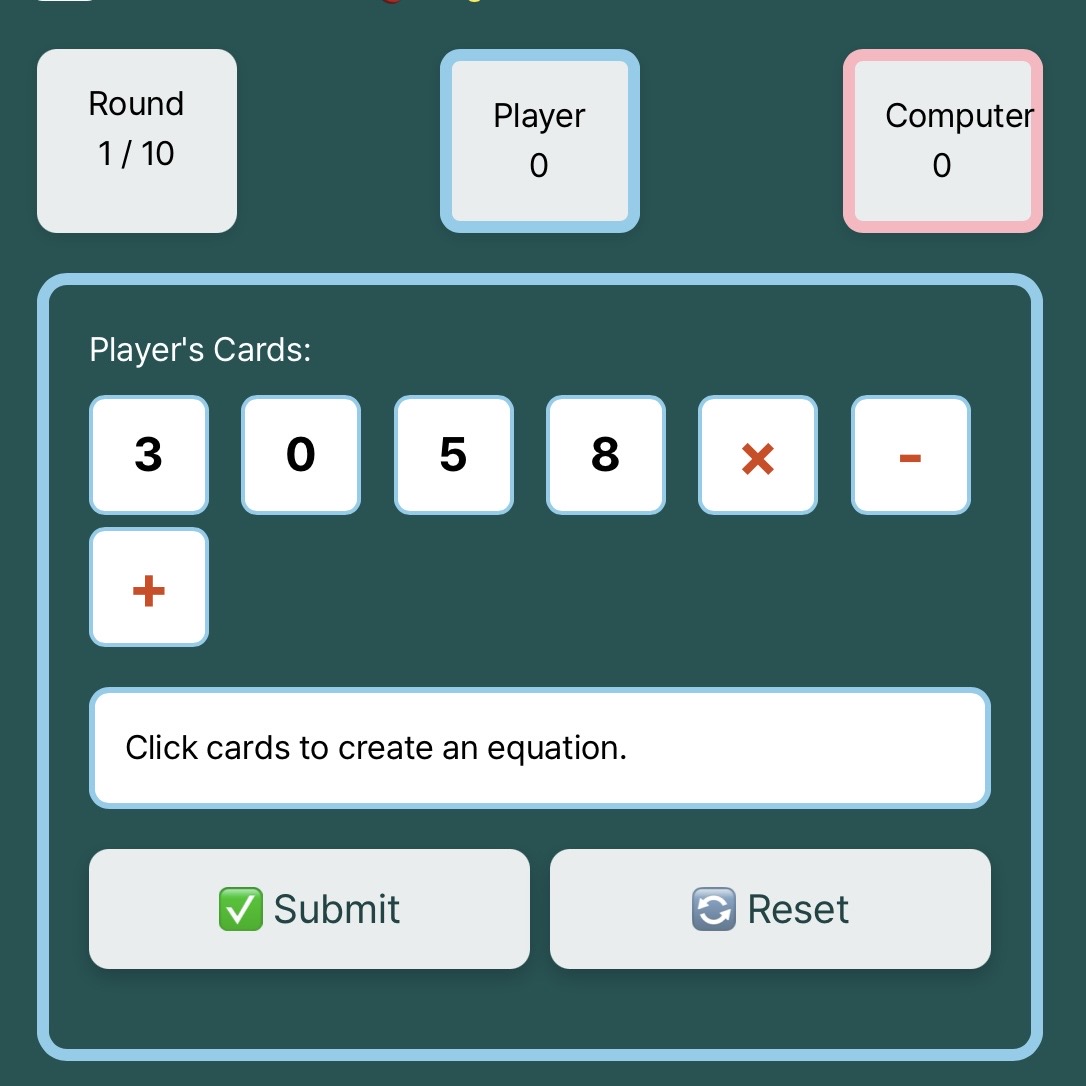 Round
1 / 10
Player
0
Computer
0
Player's Cards:
3 0 5 8 × -
+
Click cards to create an equation.
✅ Submit
🔄 Reset